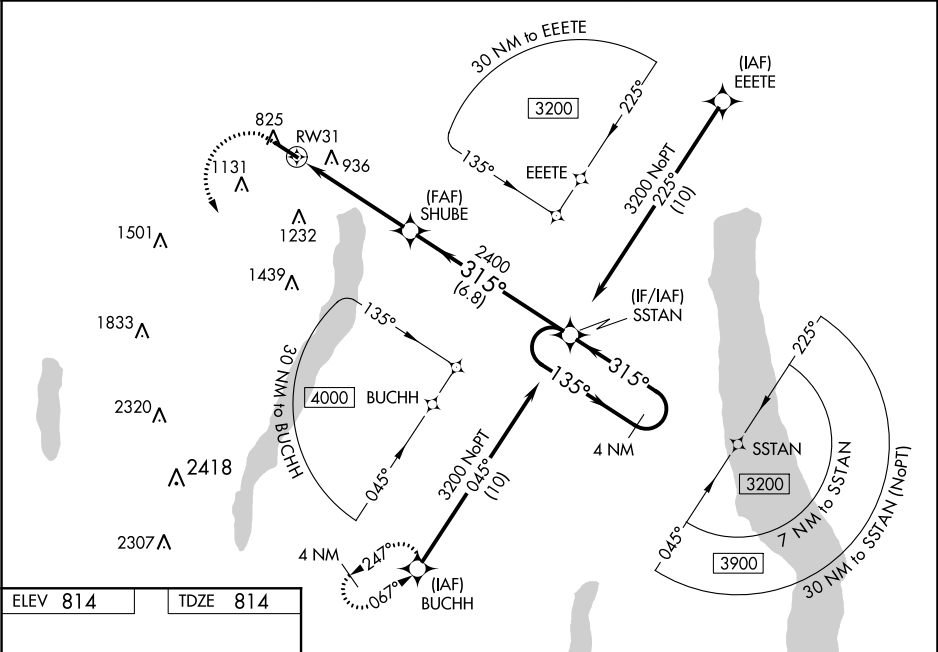 30 NM to EEETE
3200
225°
135°
EEETE
(IAF)
EEETE
3200 NoPT
225°
(10)
825
RW31
936
1131
1232
1501
1439
1833
2320
2418
2307
(FAF)
SHUBE
2400
315°
(6.8)
(IF/IAF)
SSTAN
315°
135°
4 NM
135°
30 NM to BUCHH
4000
BUCHH
045°
3200 NoPT
045°
(10)
4 NM
247°
067°
(IAF)
BUCHH
225°
SSTAN
3200
7 NM to SSTAN
045°
3900
30 NM to SSTAN (NoPT)
ELEV 814
TDZE 814